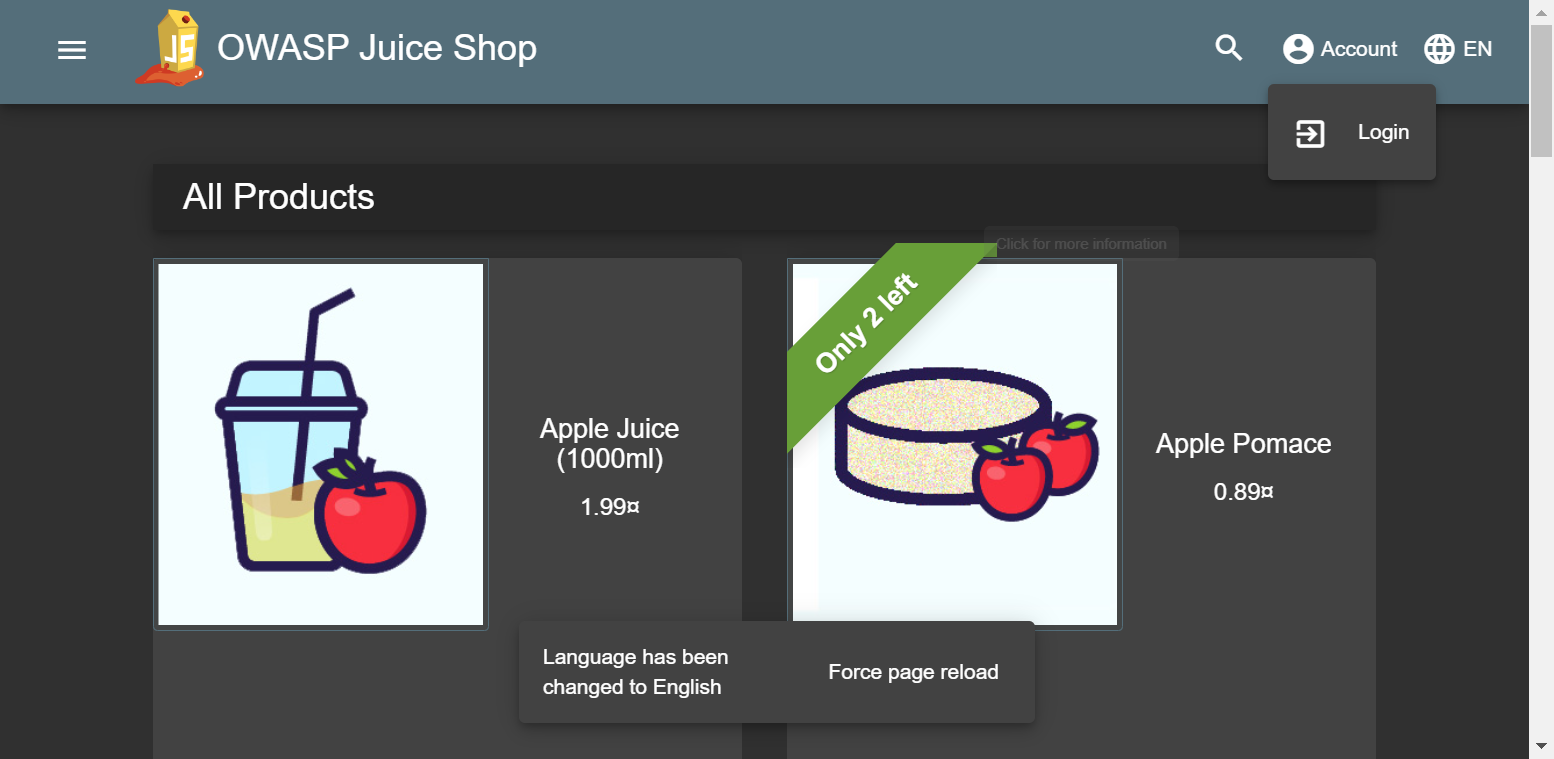 JS
OWASP Juice Shop
Account
EN
Login
All Products
Click for more information
Only 2 left
Apple Juice
(1000ml)
1.99¤
Apple Pomace
0.89¤
Language has been
changed to English
Force page reload